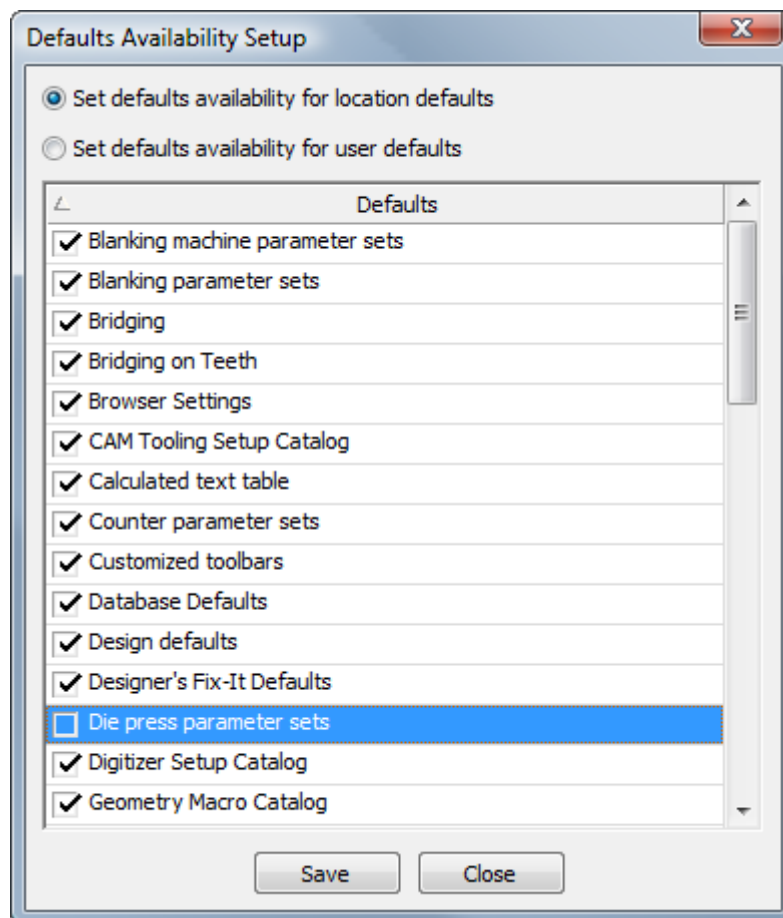 Defaults Availability Setup
Set defaults availability for location defaults
Set defaults availability for user defaults
Defaults
Blanking machine parameter sets
Blanking parameter sets
Bridging
Bridging on Teeth
Browser Settings
CAM Tooling Setup Catalog
Calculated text table
Counter parameter sets
Customized toolbars
Database Defaults
Design defaults
Designer's Fix-It Defaults
Die press parameter sets
Digitizer Setup Catalog
Geometry Macro Catalog
Save Close